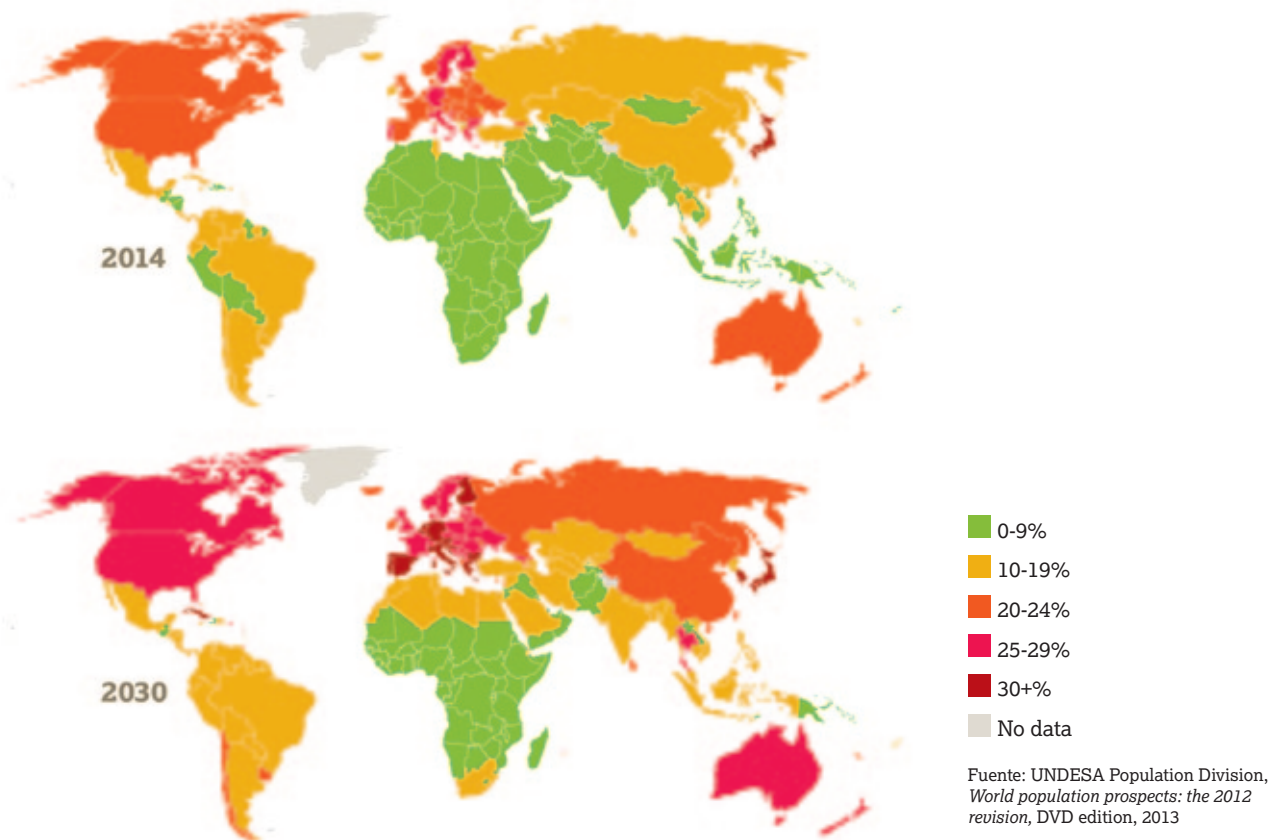 2014
2030
0-9%
10-19%
20-24%
25-29%
30+%
No data
Fuente: UNDESA Population Division,
World population prospects: the 2012
revision, DVD edition, 2013